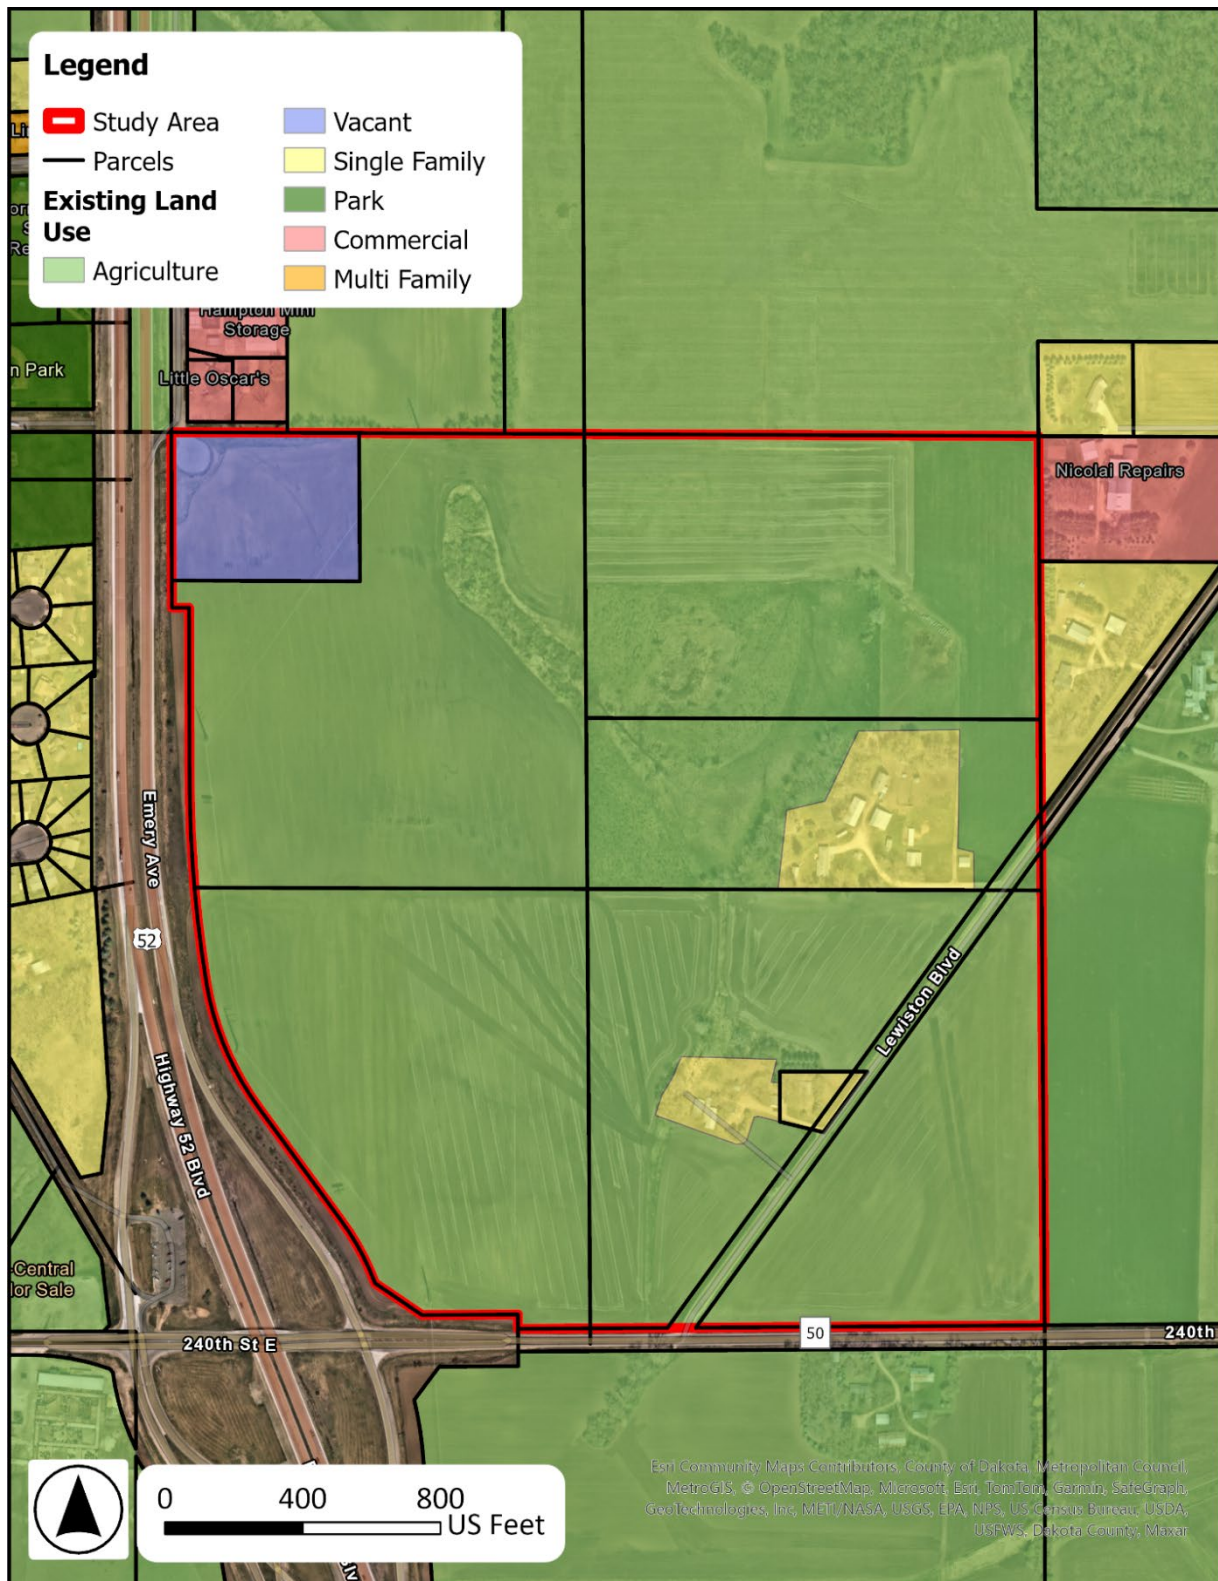 Legend
Study Area
Parcels
Existing Land
Use
Agriculture
Vacant
Single Family
Park
Commercial
Multi Family
Hampton Mini
Storage
Little Oscar's
n Park
Nicolai Repairs
Emery Ave
52
Highway 52 Blvd
Lewiston Blvd
-Central
lor Sale
240th St E
50
240th
0 400 800
US Feet
Esri Community Maps Contributors, County of Dakota, Metropolitan Council,
MetroGIS, © OpenStreetMap, Microsoft, Esri, TomTom, Garmin, SafeGraph,
GeoTechnologies, Inc, METI/NASA, USGS, EPA, NPS, US Census Bureau, USDA,
USFWS, Dakota County, Maxar